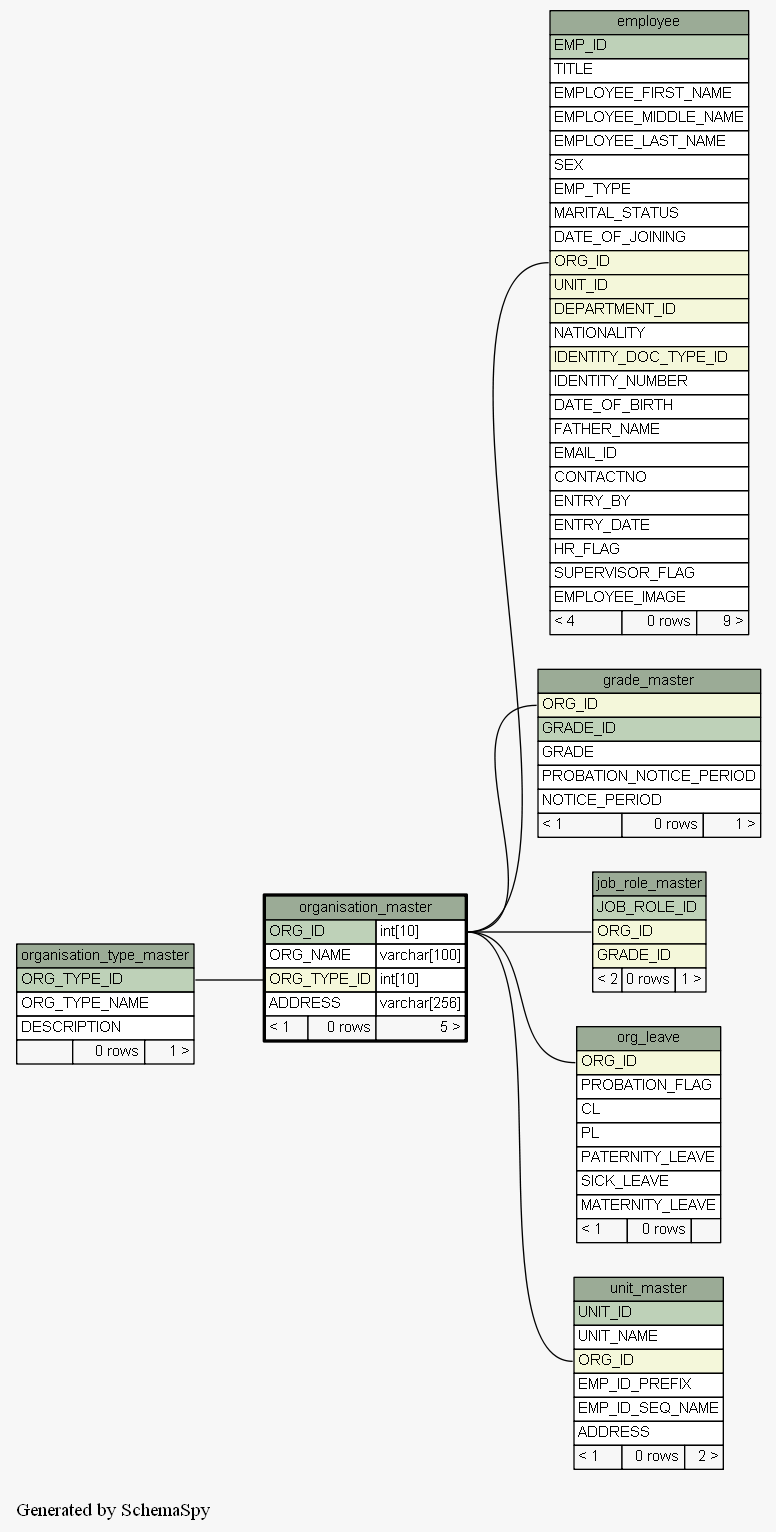 employee
EMP_ID
TITLE
EMPLOYEE_FIRST_NAME
EMPLOYEE_MIDDLE_NAME
EMPLOYEE_LAST_NAME
SEX
EMP_TYPE
MARITAL_STATUS
DATE_OF_JOINING
ORG_ID
UNIT_ID
DEPARTMENT_ID
NATIONALITY
IDENTITY_DOC_TYPE_ID
IDENTITY_NUMBER
DATE_OF_BIRTH
FATHER_NAME
EMAIL_ID
CONTACTNO
ENTRY_BY
ENTRY_DATE
HR_FLAG
SUPERVISOR_FLAG
EMPLOYEE_IMAGE
< 4 0 rows 9 >
grade_master
ORG_ID
GRADE_ID
GRADE
PROBATION_NOTICE_PERIOD
NOTICE_PERIOD
< 1 0 rows 1 >
organisation_type_master
ORG_TYPE_ID
ORG_TYPE_NAME
DESCRIPTION
0 rows 1 >
organisation_master
ORG_ID int[10]
ORG_NAME varchar[100]
ORG_TYPE_ID int[10]
ADDRESS varchar[256]
< 1 0 rows 5 >
job_role_master
JOB_ROLE_ID
ORG_ID
GRADE_ID
< 2 0 rows 1 >
org_leave
ORG_ID
PROBATION_FLAG
CL
PL
PATERNITY_LEAVE
SICK_LEAVE
MATERNITY_LEAVE
< 1 0 rows
unit_master
UNIT_ID
UNIT_NAME
ORG_ID
EMP_ID_PREFIX
EMP_ID_SEQ_NAME
ADDRESS
< 1 0 rows 2 >
Generated by SchemaSpy